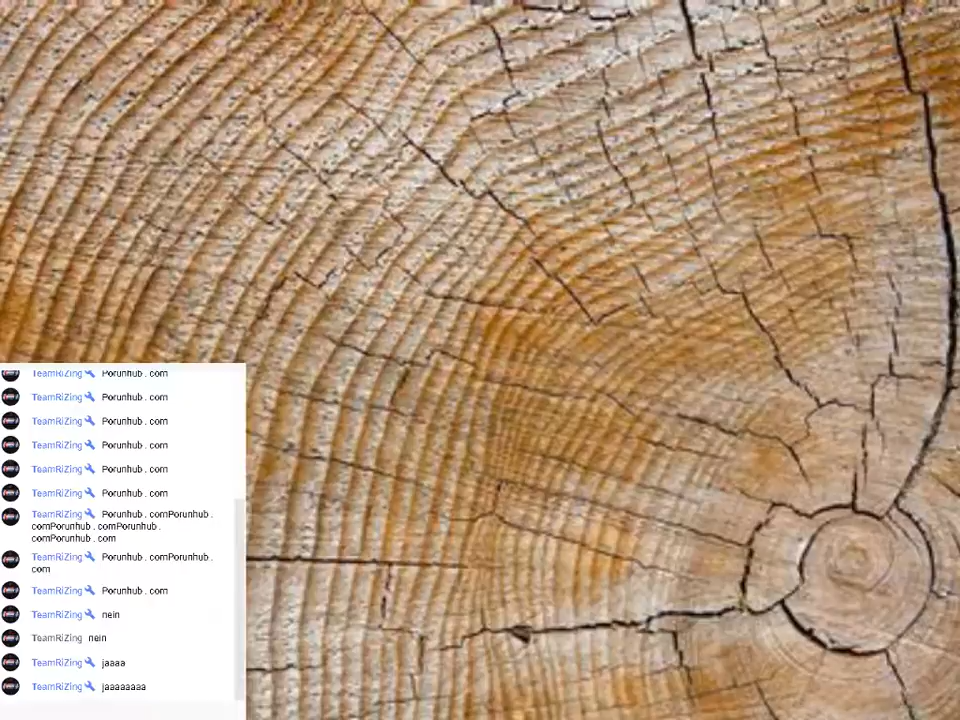 TeamRiZing Porunhub . com
TeamRiZing Porunhub . com
TeamRiZing Porunhub . com
TeamRiZing Porunhub . com
TeamRiZing Porunhub . com
TeamRiZing Porunhub . com
TeamRiZing Porunhub . comPorunhub .
comPorunhub . comPorunhub .
comPorunhub . com
TeamRiZing Porunhub . comPorunhub .
com
TeamRiZing Porunhub . com
TeamRiZing nein
TeamRiZing nein
TeamRiZing jaaaa
TeamRiZing jaaaaaaaa